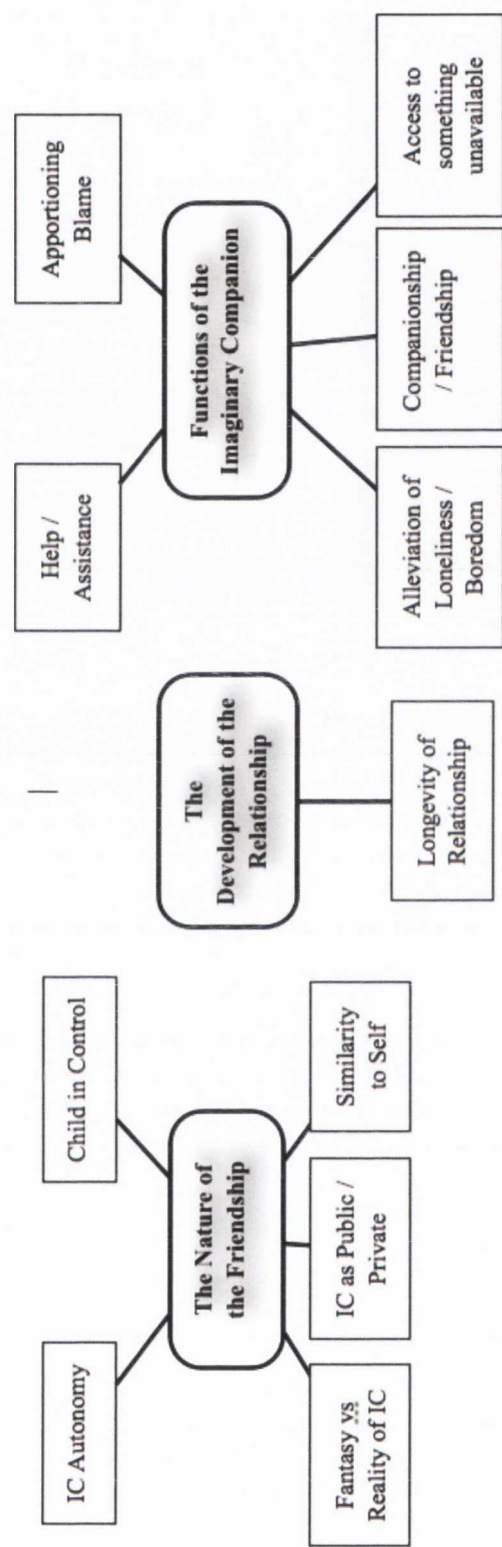 IC Autonomy
Child in Control
The Nature of
the Friendship
Fantasy vs
Reality of IC
IC as Public /
Private
Similarity
to Self
The
Development of the
Relationship
Longevity of
Relationship
Help /
Assistance
Apportioning
Blame
Functions of the
Imaginary Companion
Alleviation of
Loneliness /
Boredom
Companionship
/ Friendship
Access to
something
unavailable